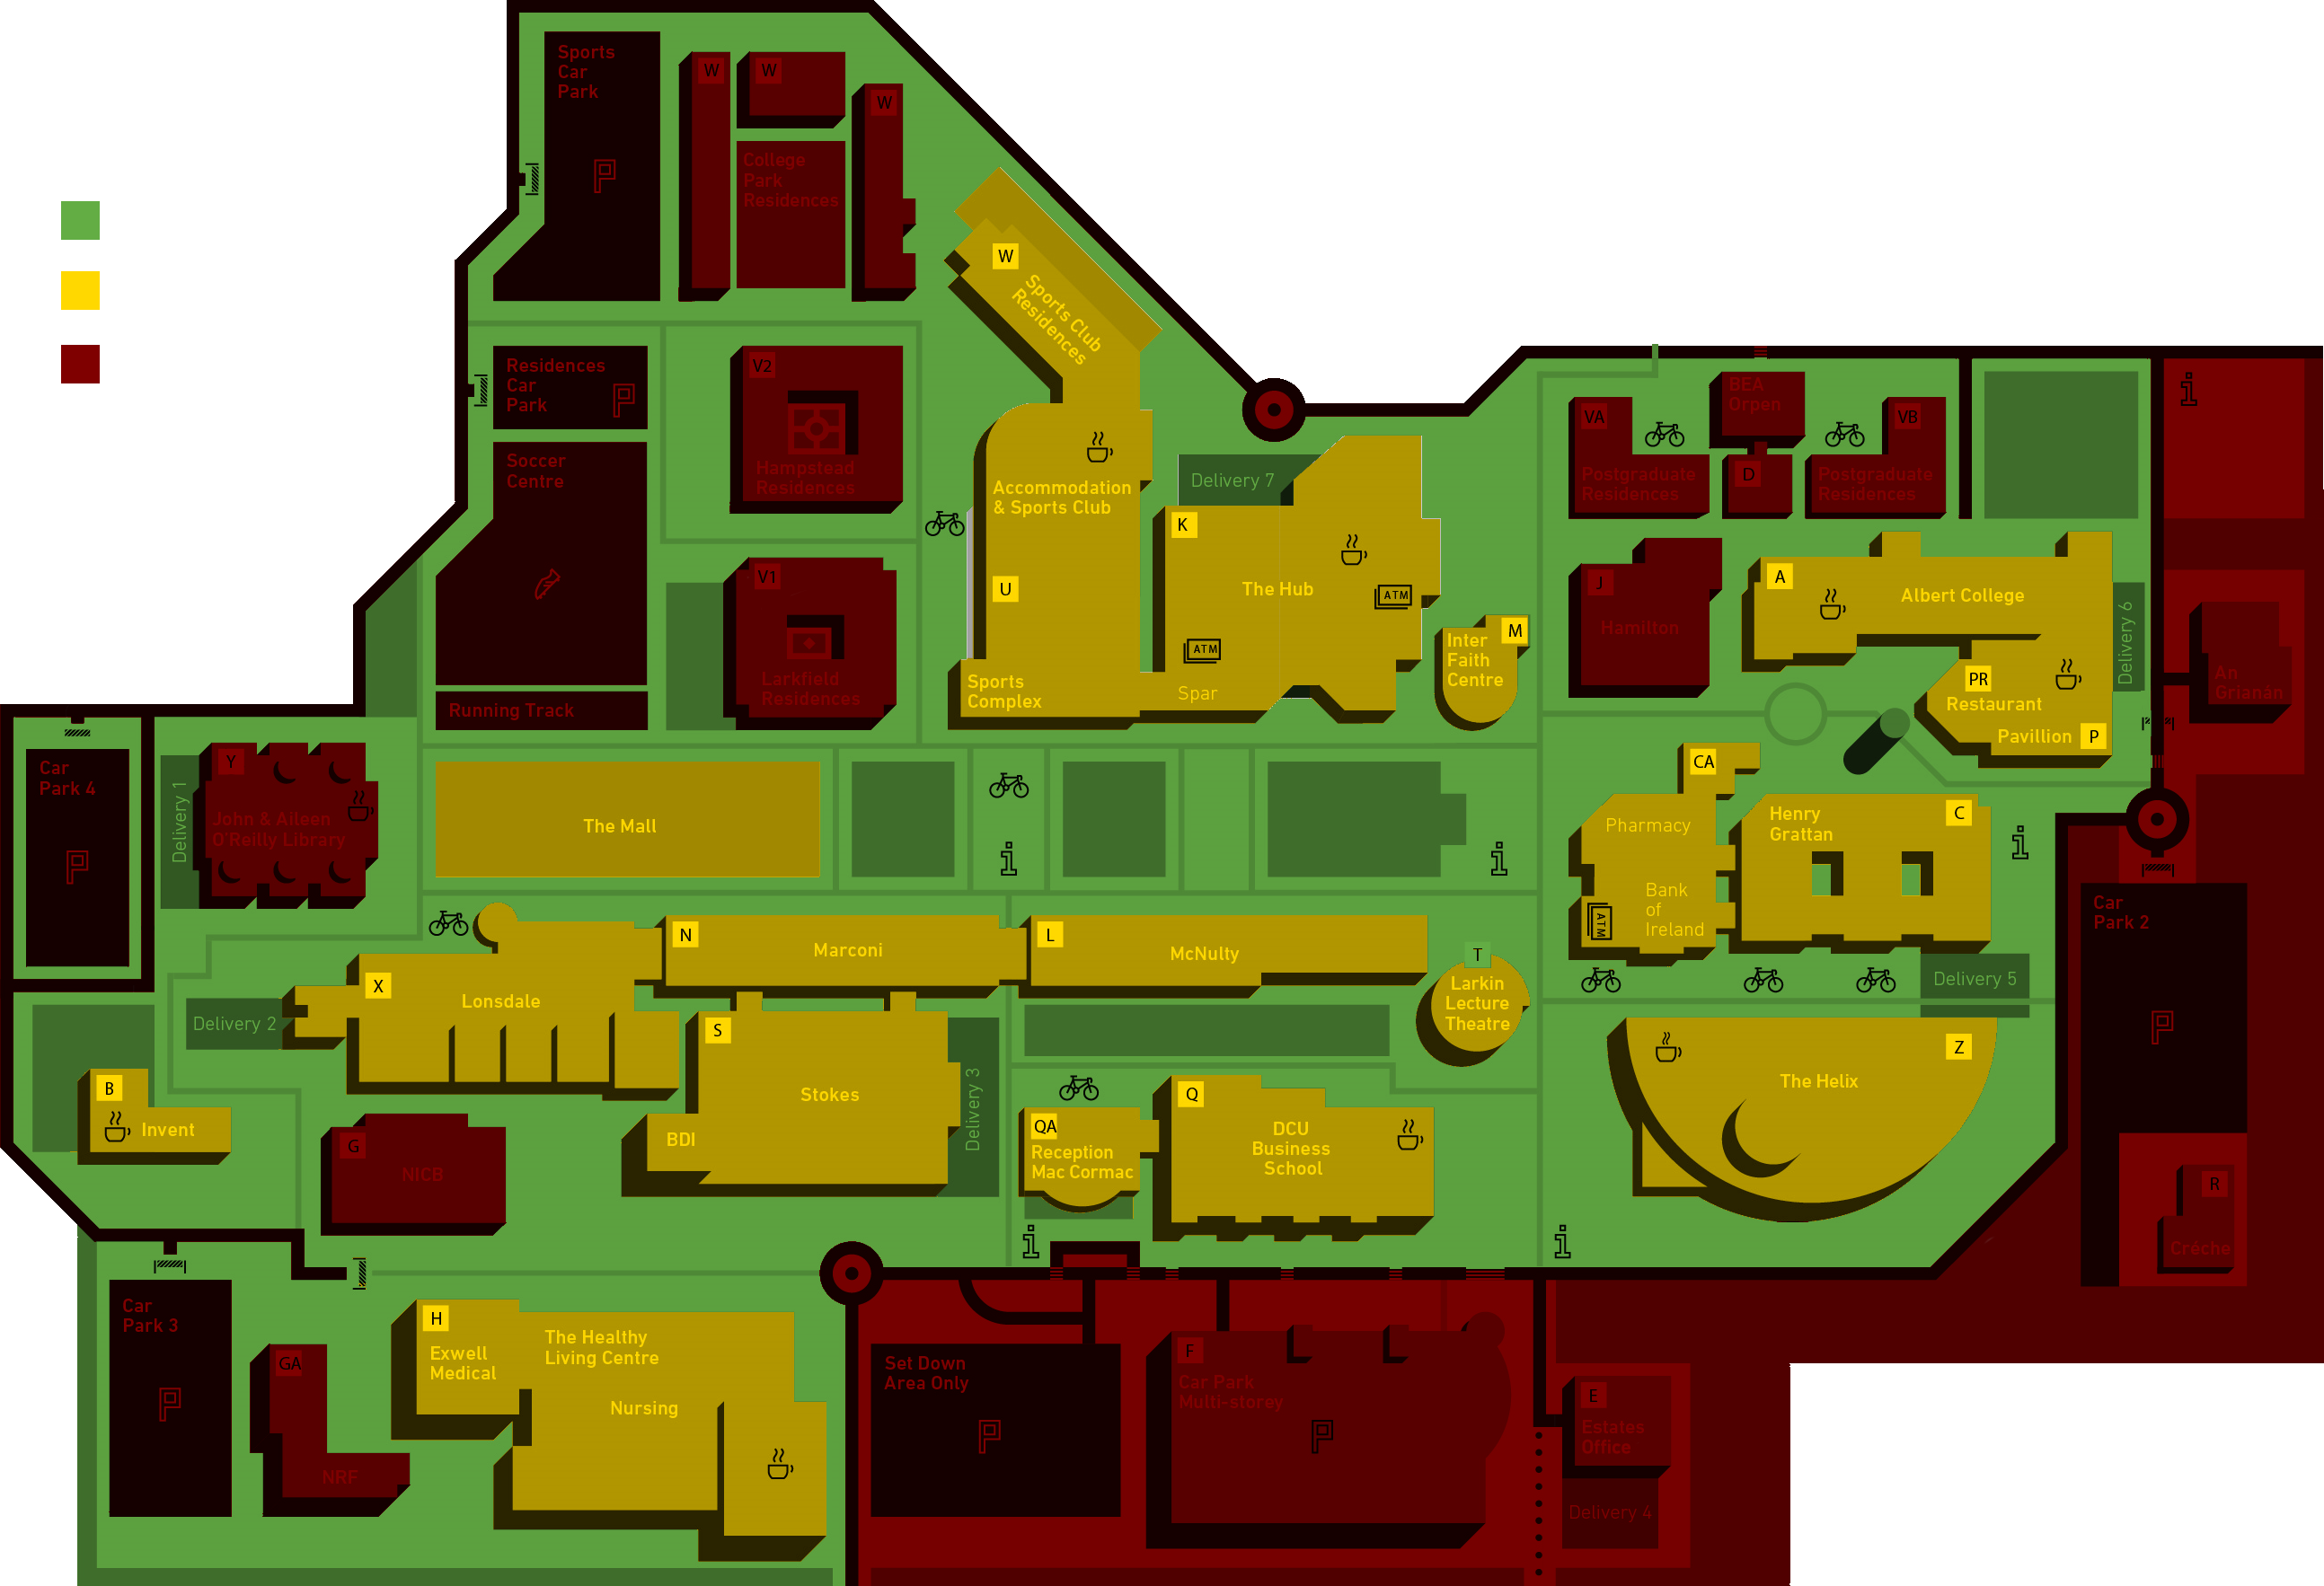 Sports
Car
Park
P
W
W
W
College
Park
Residences
W
Sports Club
Residences
Residences
Car
Park
P
V2
Hampstead
Residences
Soccer
Centre
Running Track
V1
Larkfield
Residences
Accommodation
& Sports Club
U
Sports
Complex
Delivery 7
K
The Hub
ATM
ATM
Spar
Inter
Faith
Centre
M
VA
Postgraduate
Residences
BEA
Orpen
D
VB
Postgraduate
Residences
i
J
Hamilton
A
Albert College
Delivery 6
PR
Restaurant
Pavillion
P
An
Grianán
Car
Park 4
P
Delivery 1
Y
John & Aileen
O'Reilly Library
The Mall
i
i
CA
Pharmacy
Bank
of
Ireland
ATM
Henry
Grattan
C
i
Car
Park 2
P
Delivery 5
N
Marconi
L
McNulty
T
Larkin
Lecture
Theatre
X
Lonsdale
Delivery 2
S
Stokes
BDI
Delivery 3
B
Invent
G
NICB
QA
Reception
Mac Cormac
Q
DCU
Business
School
i
i
Z
The Helix
R
Créche
Car
Park 3
P
GA
NRF
H
Exwell
Medical
The Healthy
Living Centre
Nursing
Set Down
Area Only
P
F
Car Park
Multi-storey
P
E
Estates
Office
Delivery 4